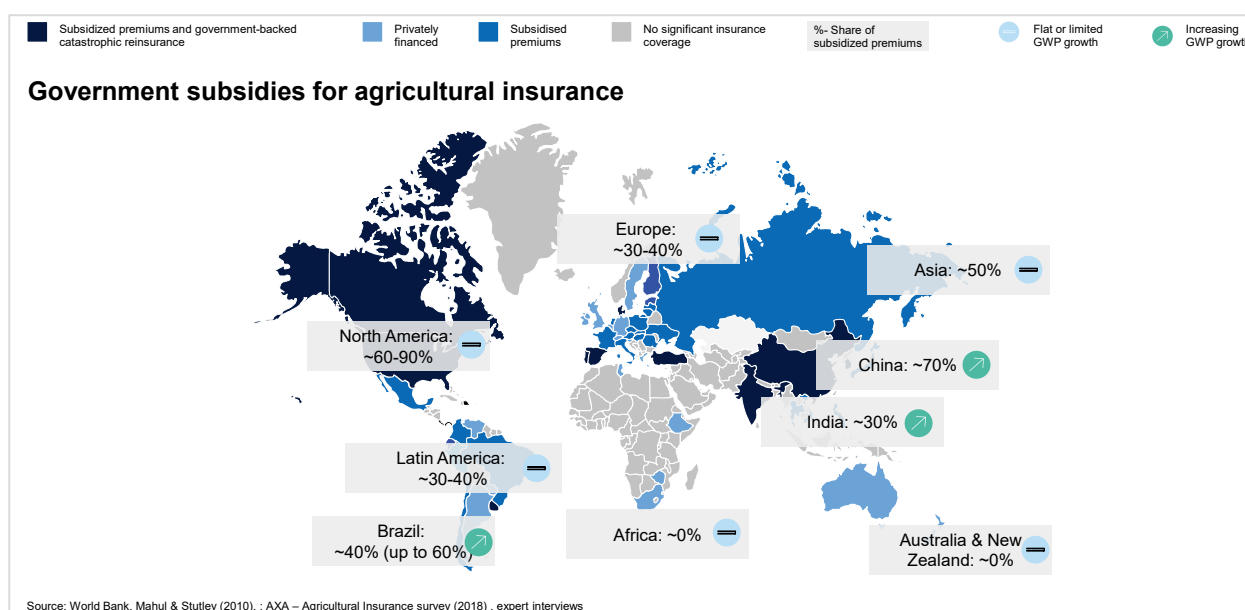 Subsidized premiums and government-backed
catastrophic reinsurance
Privately
financed
Subsidised
premiums
No significant insurance
coverage
%- Share of
subsidized premiums
Flat or limited
GWP growth
Increasing
GWP growth
Government subsidies for agricultural insurance
Europe:
~30-40%
Asia: ~50%
North America:
~60-90%
China: ~70%
India: ~30%
Latin America:
~30-40%
Brazil:
~40% (up to 60%)
Africa: ~0%
Australia & New
Zealand: ~0%
Source: World Bank, Mahul & Stutley (2010), ; AXA – Agricultural Insurance survey (2018) , expert interviews